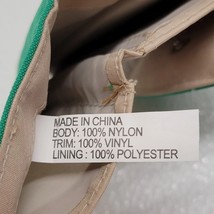 MADE IN CHINA
BODY: 100% NYLON
TRIM: 100% VINYL
LINING : 100% POLYESTER